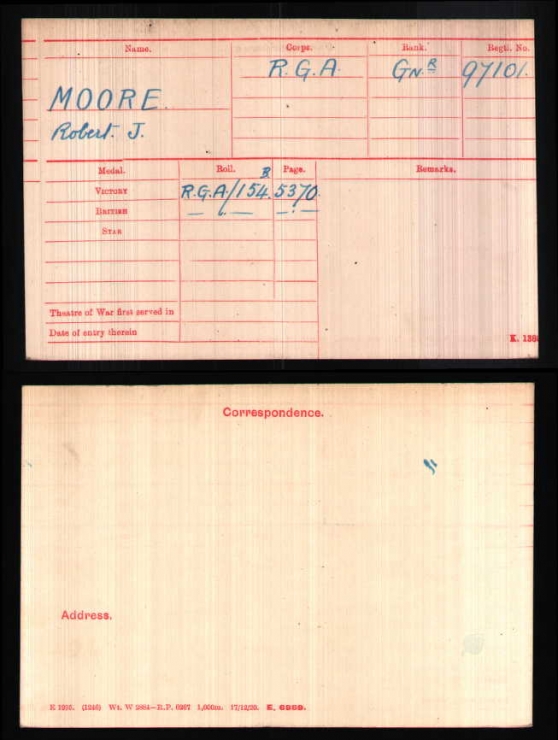 Name. Corps. Rank. Regtl. No.
R.G.A. GNR 97101.
MOORE.
Robert. J.
Medal. Roll. Page. Remarks.
VICTORY R.G.A./154.B 5370.
BRITISH — " — — " —
STAR
Theatre of War first served in
Date of entry therein
K. 138
Correspondence.
Address.